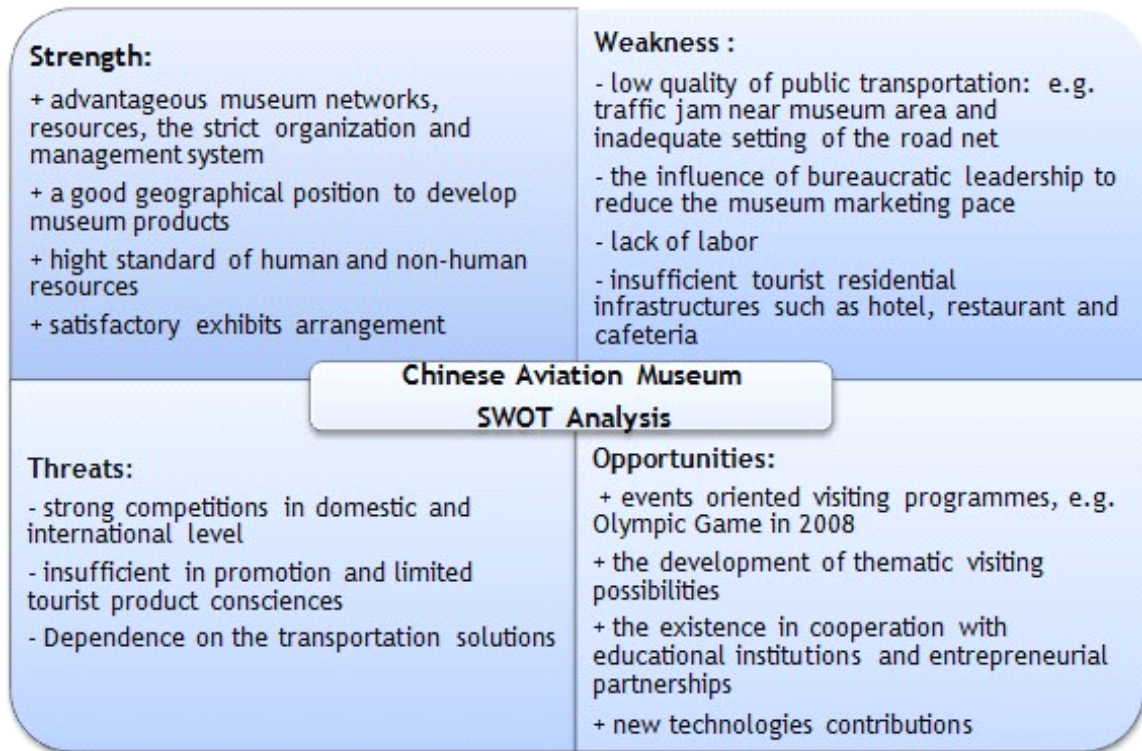 Strength:
+ advantageous museum networks,
resources, the strict organization and
management system
+ a good geographical position to develop
museum products
+ hight standard of human and non-human
resources
+ satisfactory exhibits arrangement
Weakness :
- low quality of public transportation: e.g.
traffic jam near museum area and
inadequate setting of the road net
- the influence of bureaucratic leadership to
reduce the museum marketing pace
- lack of labor
- insufficient tourist residential
infrastructures such as hotel, restaurant and
cafeteria
Chinese Aviation Museum
SWOT Analysis
Threats:
- strong competitions in domestic and
international level
- insufficient in promotion and limited
tourist product consciences
- Dependence on the transportation solutions
Opportunities:
+ events oriented visiting programmes, e.g.
Olympic Game in 2008
+ the development of thematic visiting
possibilities
+ the existence in cooperation with
educational institutions and entrepreneurial
partnerships
+ new technologies contributions